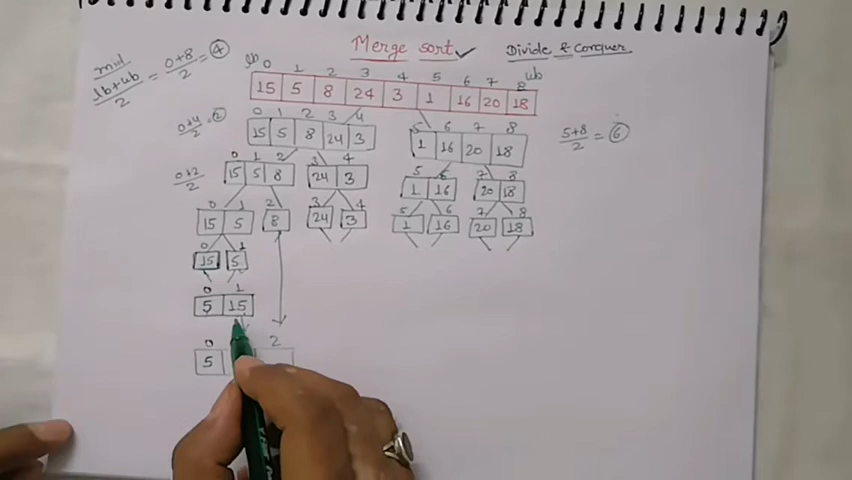 Merge sort ✓ Divide & Conquer
mid
lb+ub / 2 = 0+8 / 2 = 4
lb 0 1 2 3 4 5 6 7 8 ub
15 5 8 24 3 1 16 20 18
0+4 / 2 = 2
0 1 2 3 4 5 6 7 8
15 5 8 24 3 1 16 20 18
5+8 / 2 = 6
0+2 / 2
0 1 2 3 4 5 6 7 8
15 5 8 24 3 1 16 20 18
0 1 2 3 4 5 6 7 8
15 5 8 24 3 1 16 20 18
0 1
15 5
0 1
5 15
0 2
5